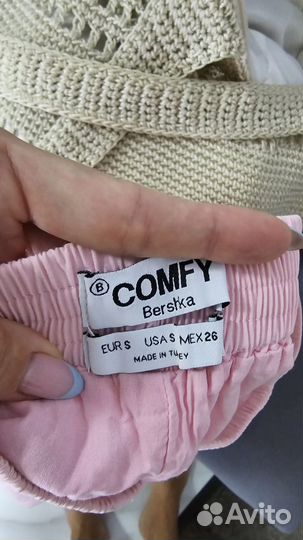 B
COMFY
Bershka
EUR S USA S MEX 26
MADE IN TURKEY
Avito